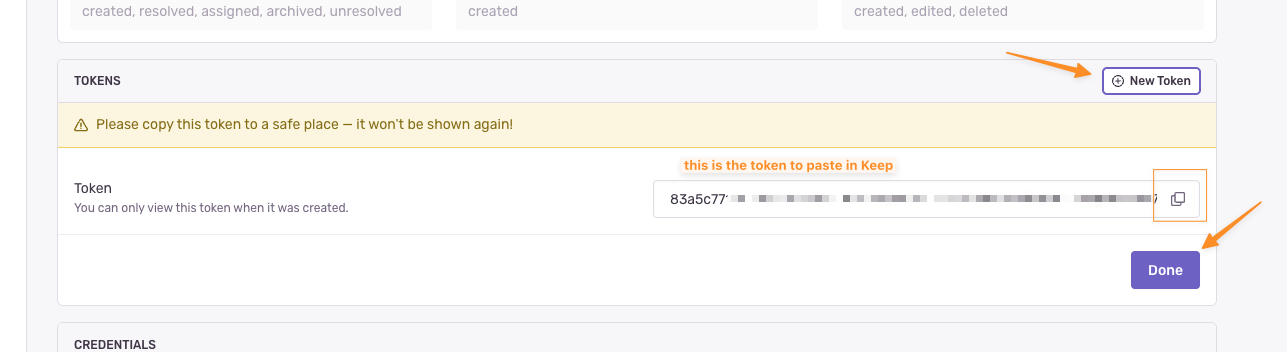 created, resolved, assigned, archived, unresolved
created
created, edited, deleted
TOKENS
New Token
Please copy this token to a safe place — it won't be shown again!
this is the token to paste in Keep
Token
83a5c77
You can only view this token when it was created.
Done
CREDENTIALS